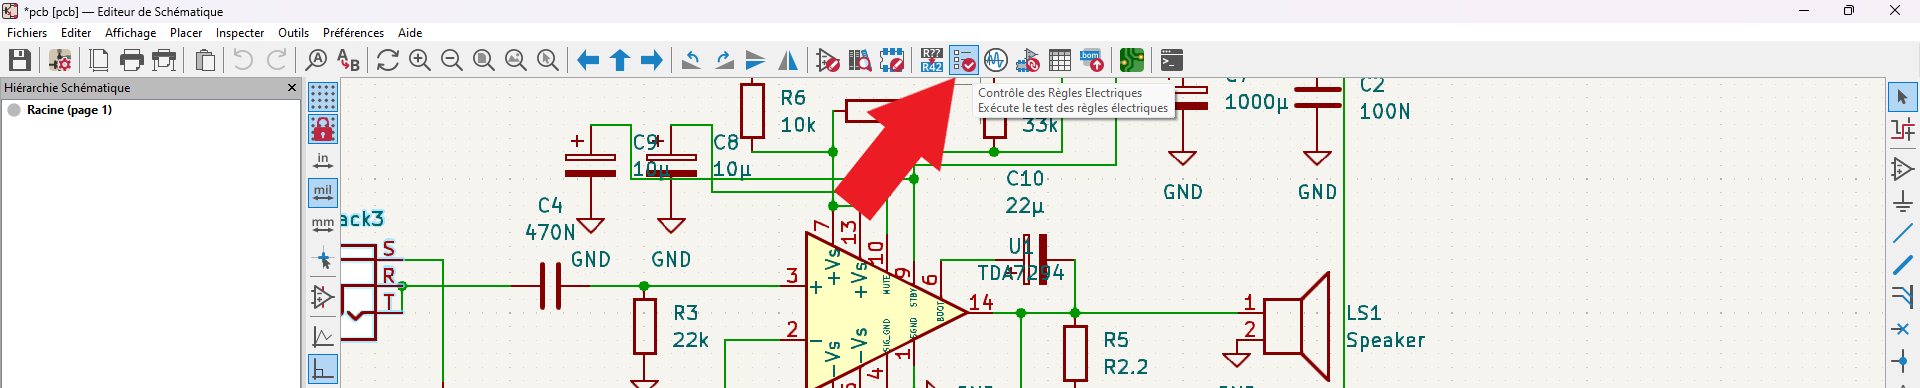 *pcb [pcb] — Editeur de Schématique
Fichiers Editer Affichage Placer Inspecter Outils Préférences Aide
A B
R?? R42
bom
Hiérarchie Schématique
Racine (page 1)
in
mil
mm
Contrôle des Règles Electriques
Exécute le test des règles électriques
R6
10k
33k
1000µ
C2
100N
C9
10µ
C8
10µ
C10
22µ
GND
GND
ack3
C4
470N
GND
GND
S
R
T
7
13
10
9
6
3
+
+Vs
+Vs
MUTE
STBY
BOOT
U1
TDA7294
14
1
2
LS1
Speaker
R3
22k
2
-Vs
-Vs
SIG_GND
SGND
1
4
R5
R2.2